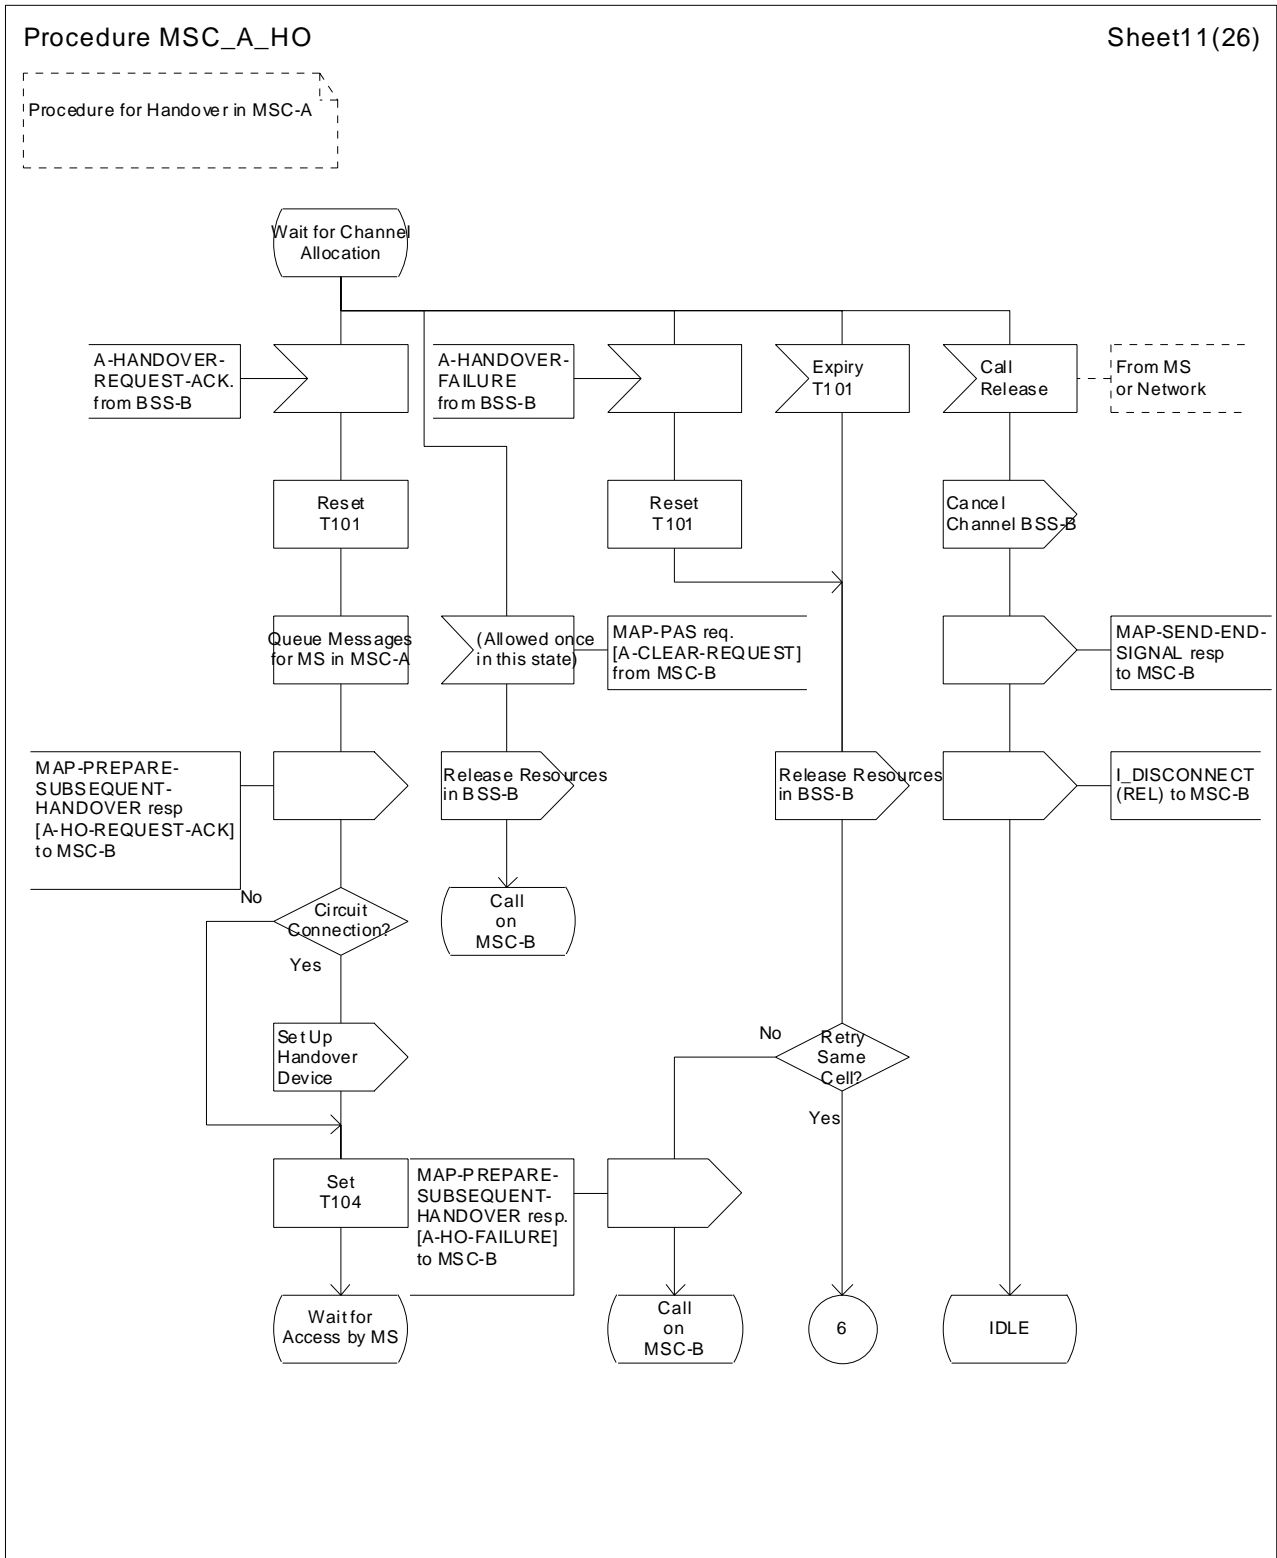 Procedure MSC_A_HO
Sheet11(26)
Procedure for Handover in MSC-A
Wait for Channel
Allocation
A-HANDOVER-
REQUEST-ACK.
from BSS-B
A-HANDOVER-
FAILURE
from BSS-B
Expiry
T101
Call
Release
From MS
or Network
Reset
T101
Reset
T101
Cancel
Channel BSS-B
Queue Messages
for MS in MSC-A
(Allowed once
in this state)
MAP-PAS req.
[A-CLEAR-REQUEST]
from MSC-B
MAP-SEND-END-
SIGNAL resp
to MSC-B
MAP-PREPARE-
SUBSEQUENT-
HANDOVER resp
[A-HO-REQUEST-ACK]
to MSC-B
Release Resources
in BSS-B
Release Resources
in BSS-B
I_DISCONNECT
(REL) to MSC-B
No
Circuit
Connection?
Yes
Call
on
MSC-B
Set Up
Handover
Device
No
Retry
Same
Cell?
Yes
Set
T104
MAP-PREPARE-
SUBSEQUENT-
HANDOVER resp.
[A-HO-FAILURE]
to MSC-B
Wait for
Access by MS
Call
on
MSC-B
6
IDLE